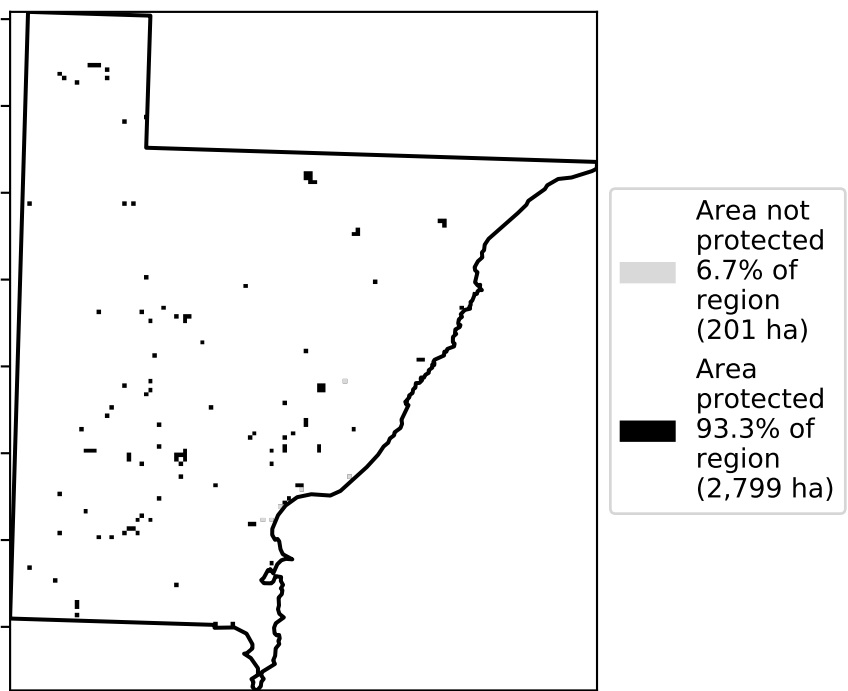 Area not
protected
6.7% of
region
(201 ha)
Area
protected
93.3% of
region
(2,799 ha)